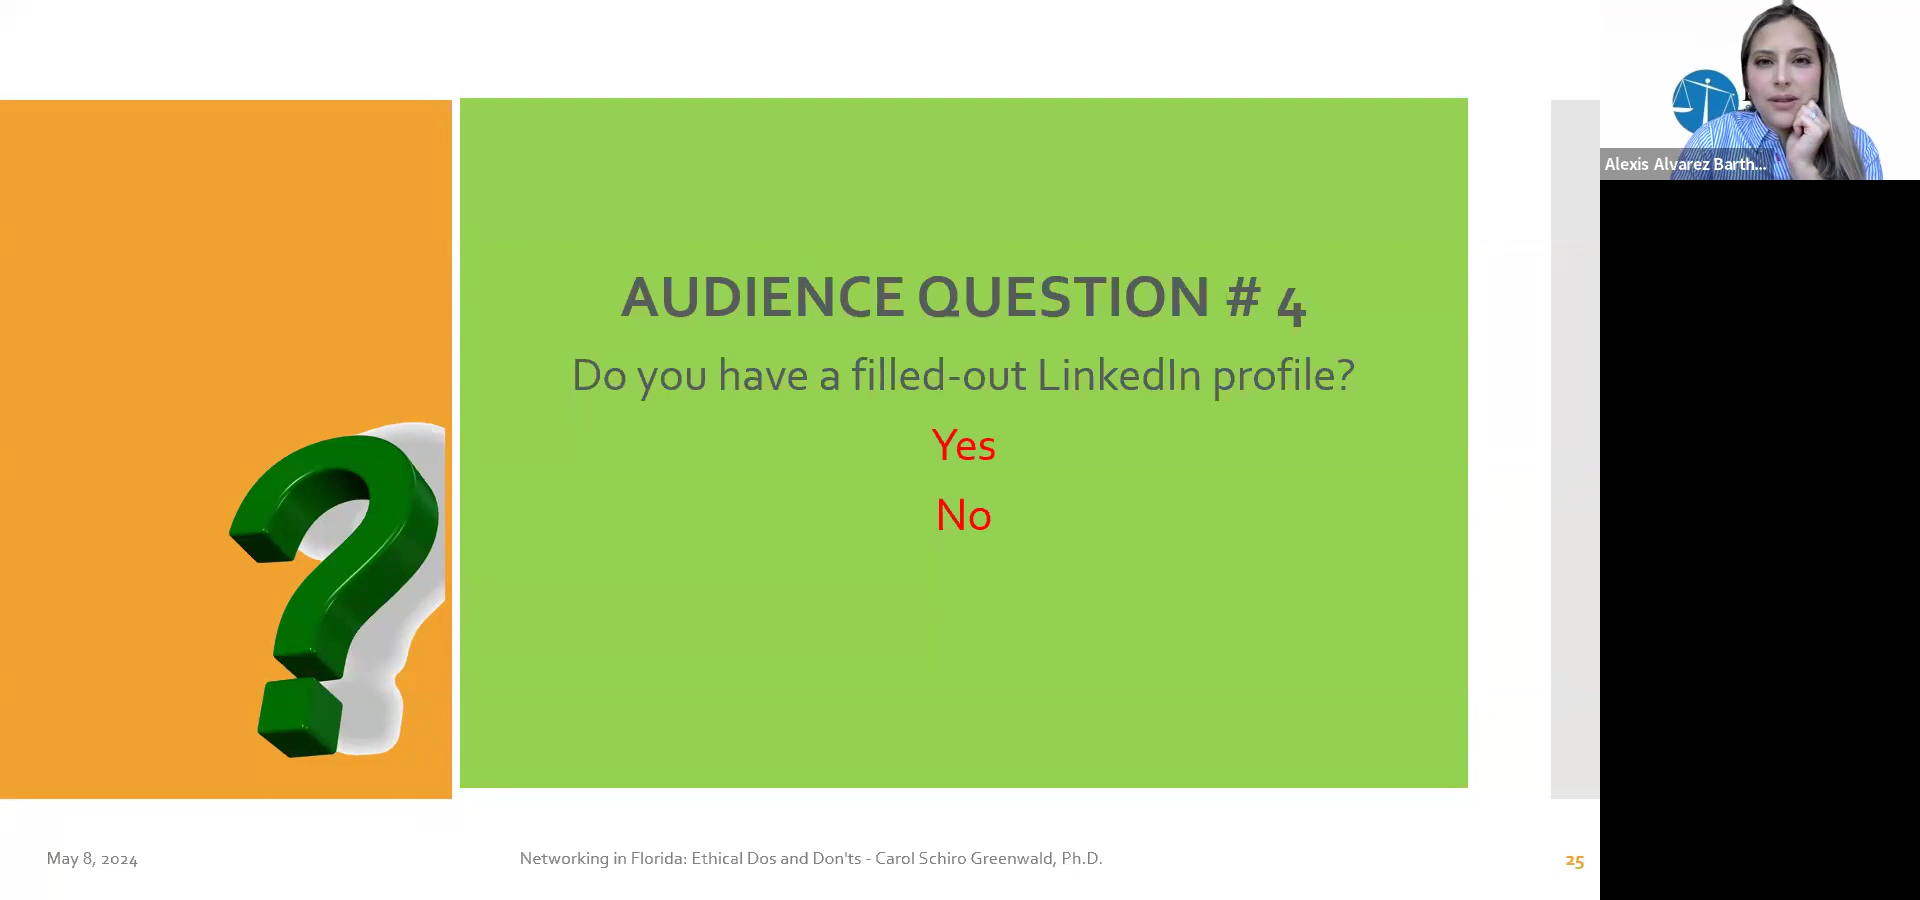 AUDIENCE QUESTION # 4
Do you have a filled-out LinkedIn profile?
Yes
No
Alexis Alvarez Barth...
May 8, 2024
Networking in Florida: Ethical Dos and Don'ts - Carol Schiro Greenwald, Ph.D.
25